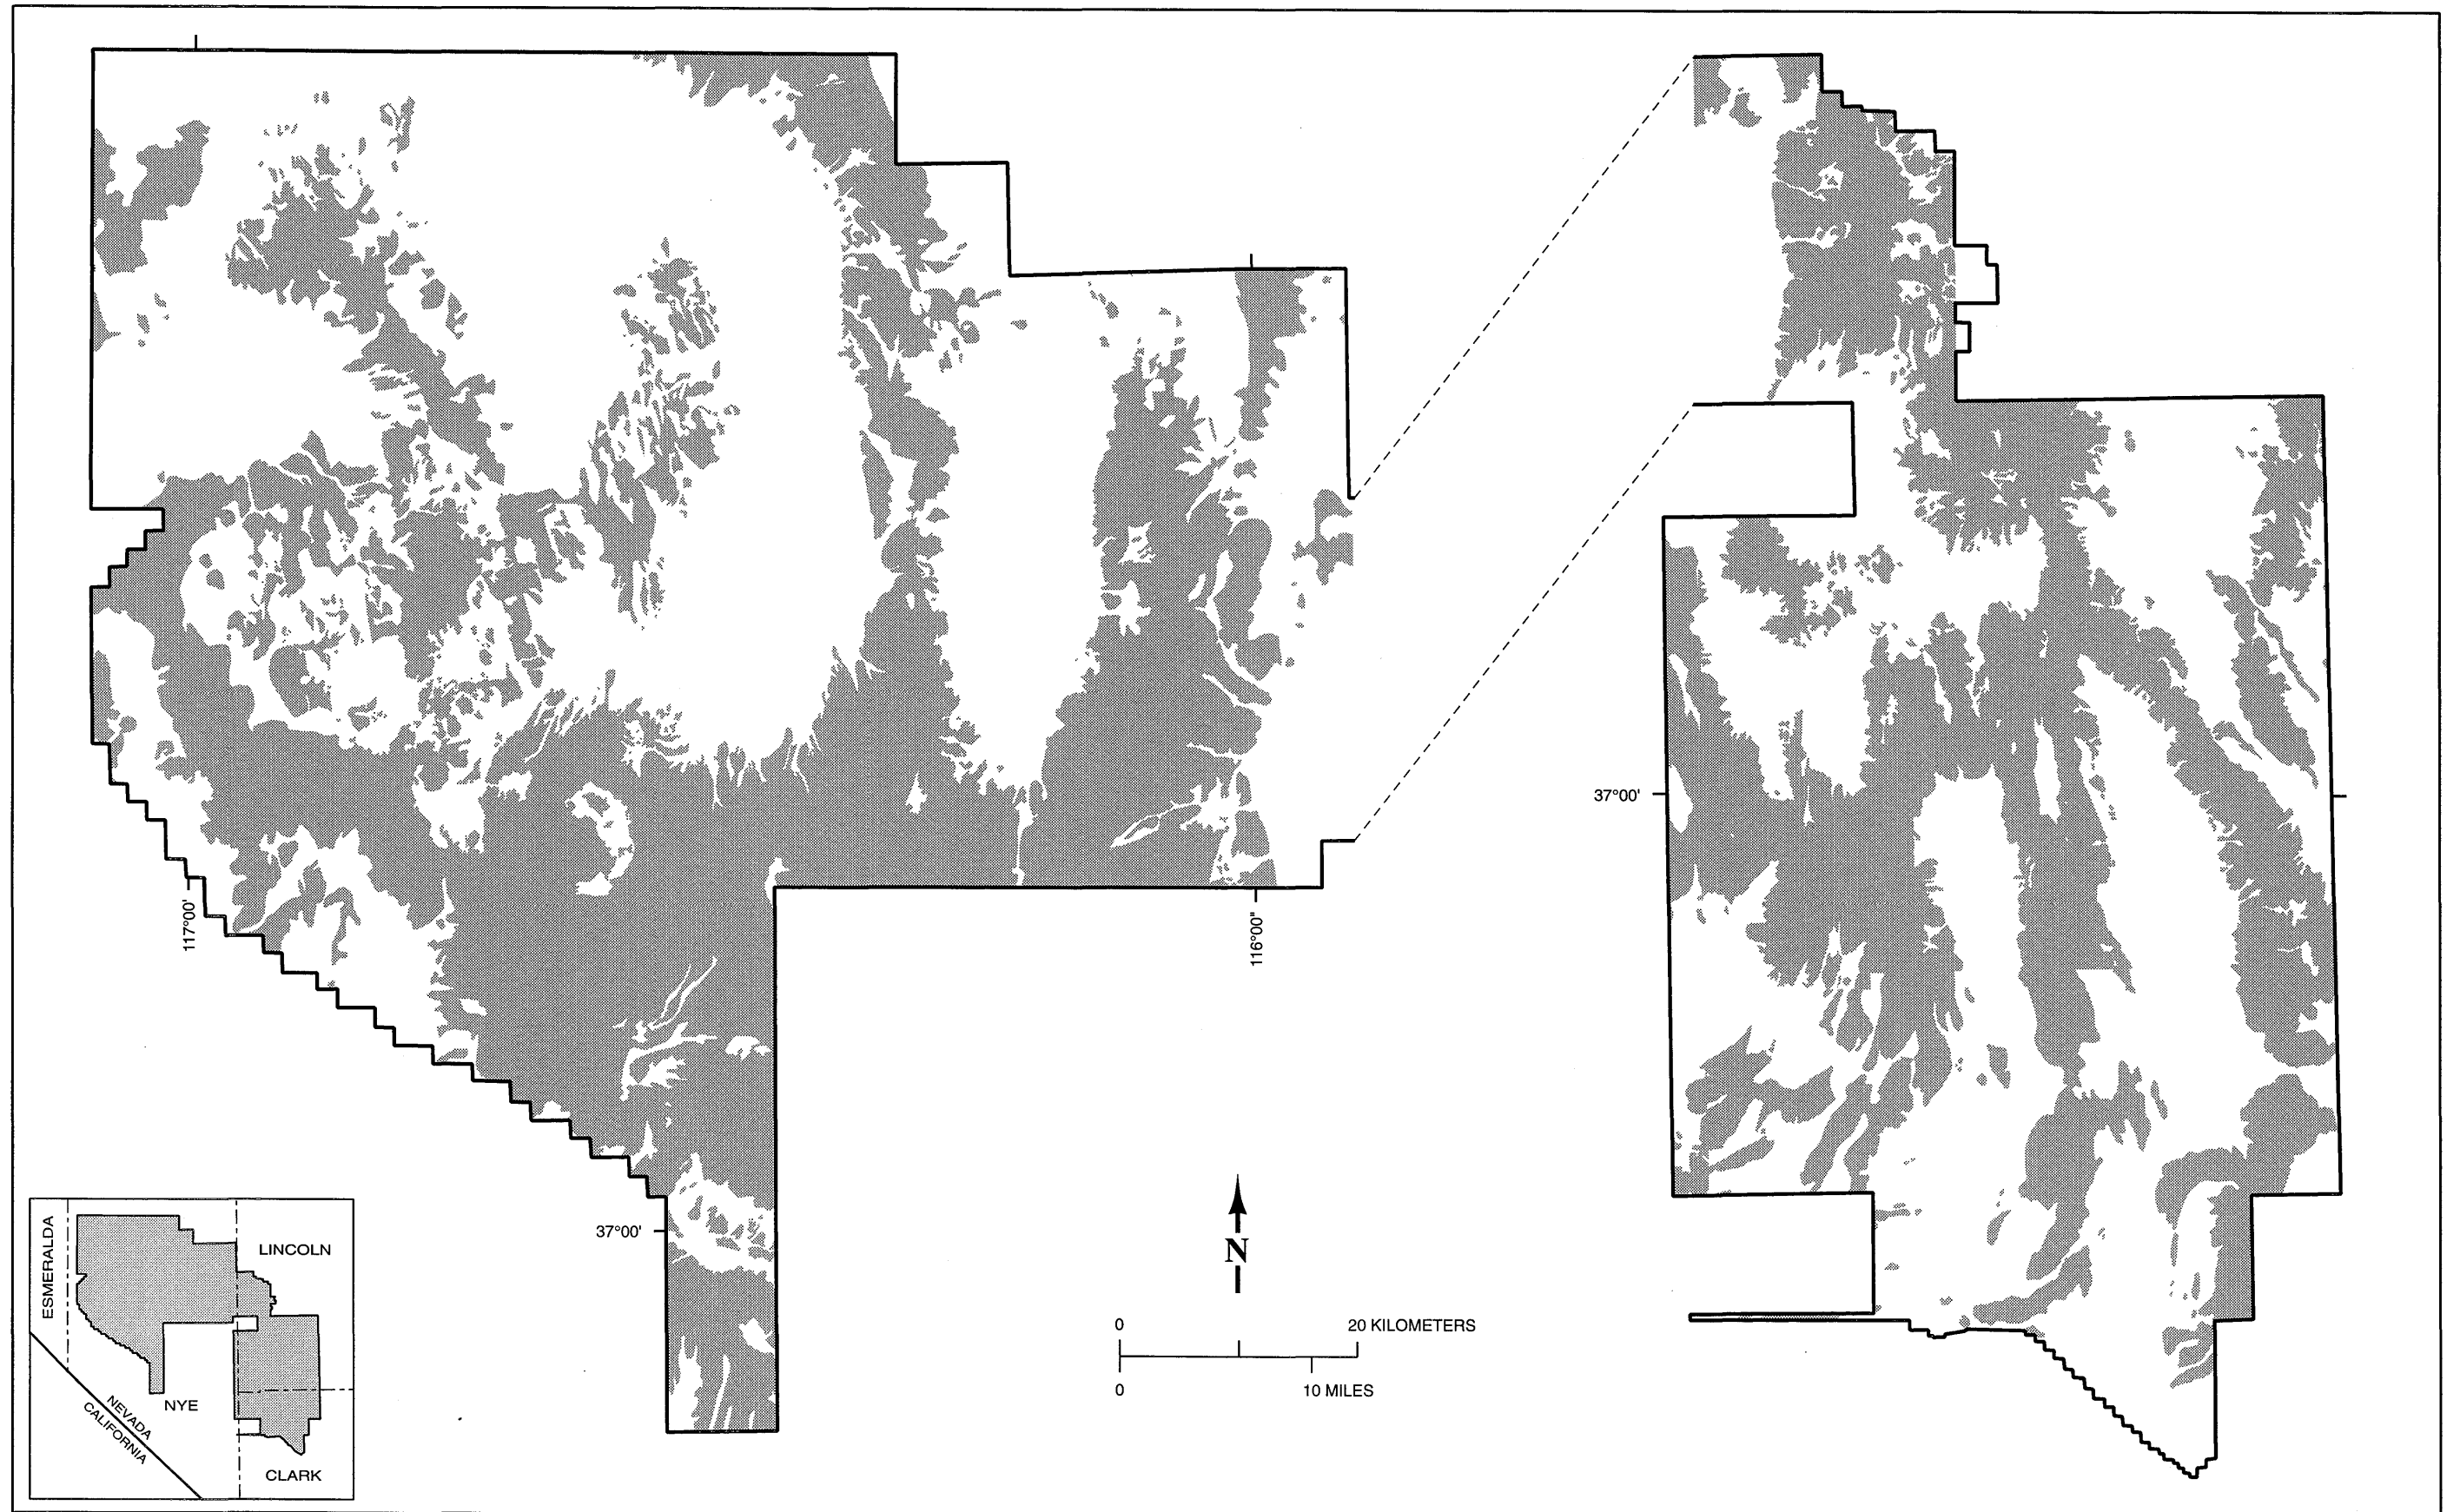 37°00'
117°00'
116°00"
37°00'
N
0
20 KILOMETERS
0
10 MILES
ESMERALDA
LINCOLN
NYE
NEVADA
CALIFORNIA
CLARK